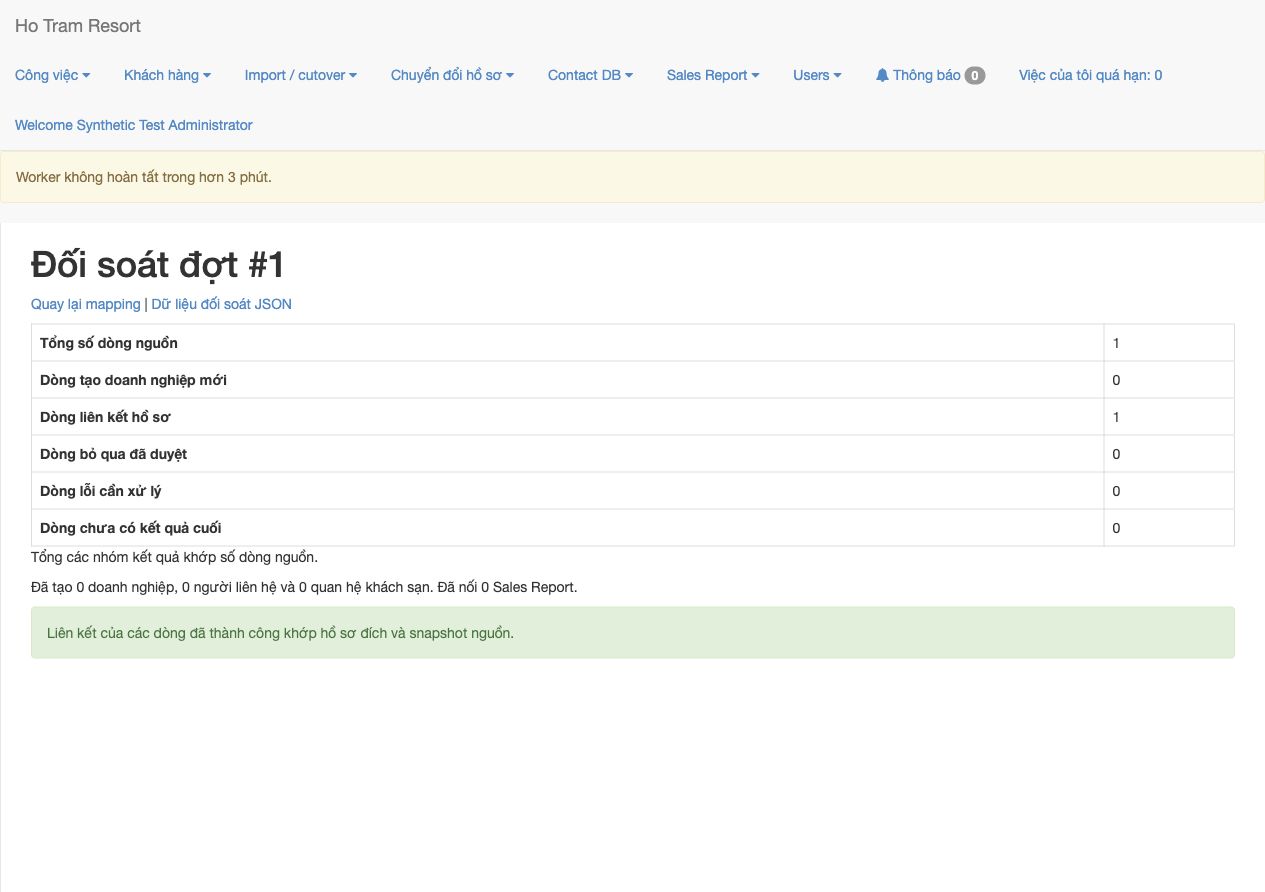 Ho Tram Resort
Công việc Khách hàng Import / cutover Chuyển đổi hồ sơ Contact DB Sales Report Users Thông báo 0 Việc của tôi quá hạn: 0
Welcome Synthetic Test Administrator
Worker không hoàn tất trong hơn 3 phút.
Đối soát đợt #1
Quay lại mapping | Dữ liệu đối soát JSON
Tổng số dòng nguồn 1
Dòng tạo doanh nghiệp mới 0
Dòng liên kết hồ sơ 1
Dòng bỏ qua đã duyệt 0
Dòng lỗi cần xử lý 0
Dòng chưa có kết quả cuối 0
Tổng các nhóm kết quả khớp số dòng nguồn.
Đã tạo 0 doanh nghiệp, 0 người liên hệ và 0 quan hệ khách sạn. Đã nối 0 Sales Report.
Liên kết của các dòng đã thành công khớp hồ sơ đích và snapshot nguồn.